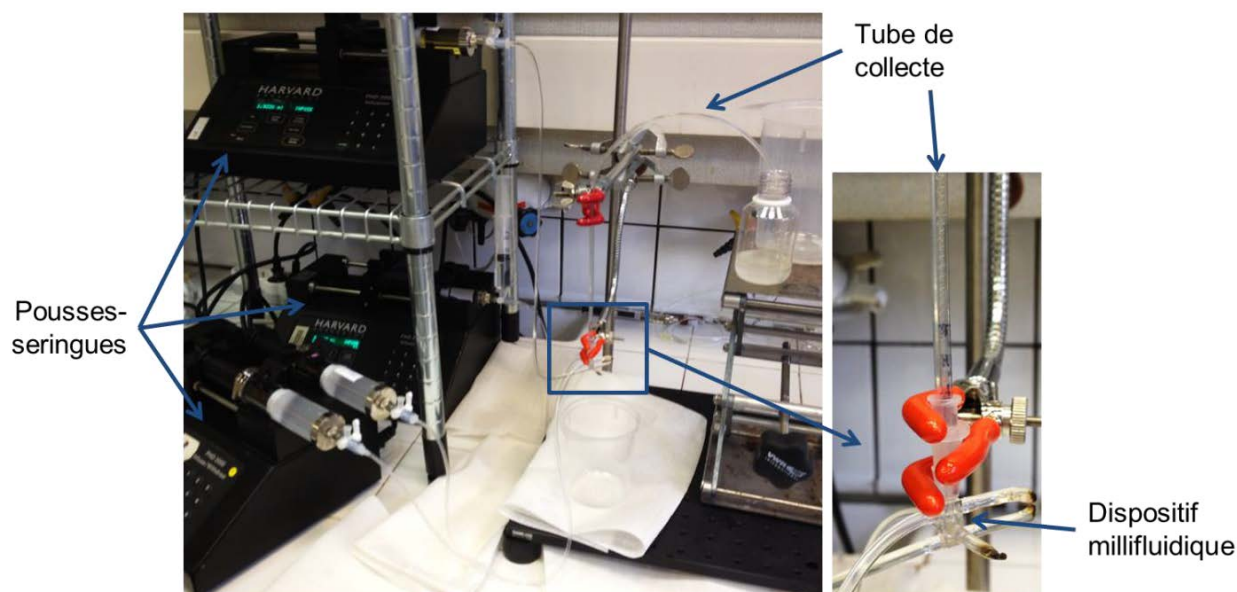 Tube de
collecte
HARVARD
Pousses-
seringues
HARVARD
Dispositif
millifluidique